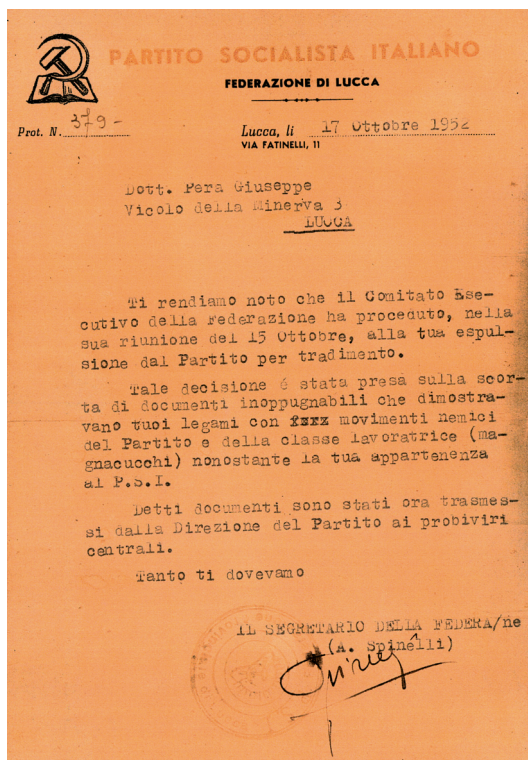 PARTITO SOCIALISTA ITALIANO
FEDERAZIONE DI LUCCA
Prot. N. 379-
Lucca, li 17 Ottobre 1952
VIA FATINELLI, 11
Dott. Pera Giuseppe
Vicolo della Minerva 3
LUCCA
Ti rendiamo noto che il Comitato Ese-
cutivo della Federazione ha proceduto, nella
sua riunione del 15 Ottobre, alla tua espul-
sione dal Partito per tradimento.
Tale decisione é stata presa sulla scor-
ta di documenti inoppugnabili che dimostra-
vano tuoi legami con movimenti nemici
del Partito e della classe lavoratrice (ma-
gnacucchi) nonostante la tua appartenenza
al P.S.I.
Detti documenti sono stati ora trasmes-
si dalla Direzione del Partito ai probiviri
centrali.
Tanto ti dovevamo
IL SEGRETARIO DELLA FEDERA/ne
(A. Spinelli)